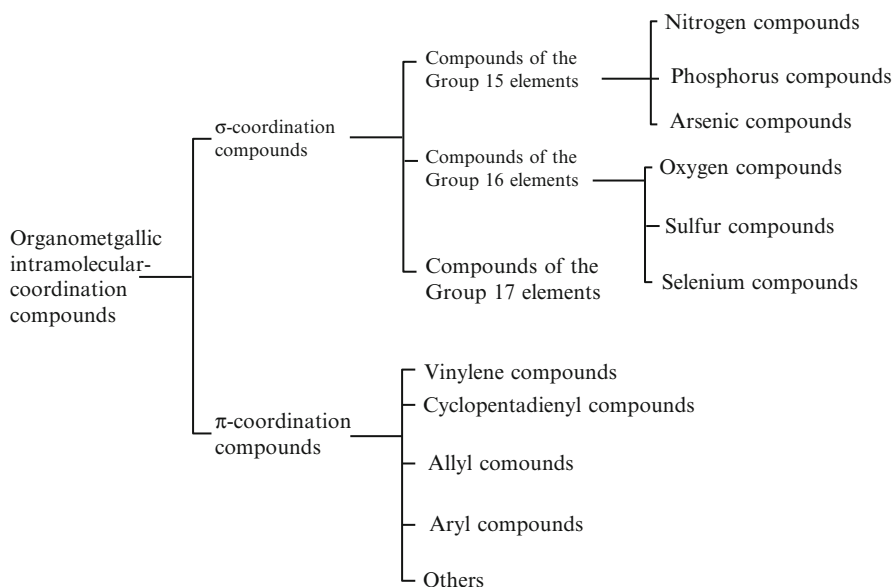 Organometgallic
intramolecular-
coordination
compounds
σ-coordination
compounds
Compounds of the
Group 15 elements
Nitrogen compounds
Phosphorus compounds
Arsenic compounds
Compounds of the
Group 16 elements
Oxygen compounds
Sulfur compounds
Selenium compounds
Compounds of the
Group 17 elements
π-coordination
compounds
Vinylene compounds
Cyclopentadienyl compounds
Allyl comounds
Aryl compounds
Others